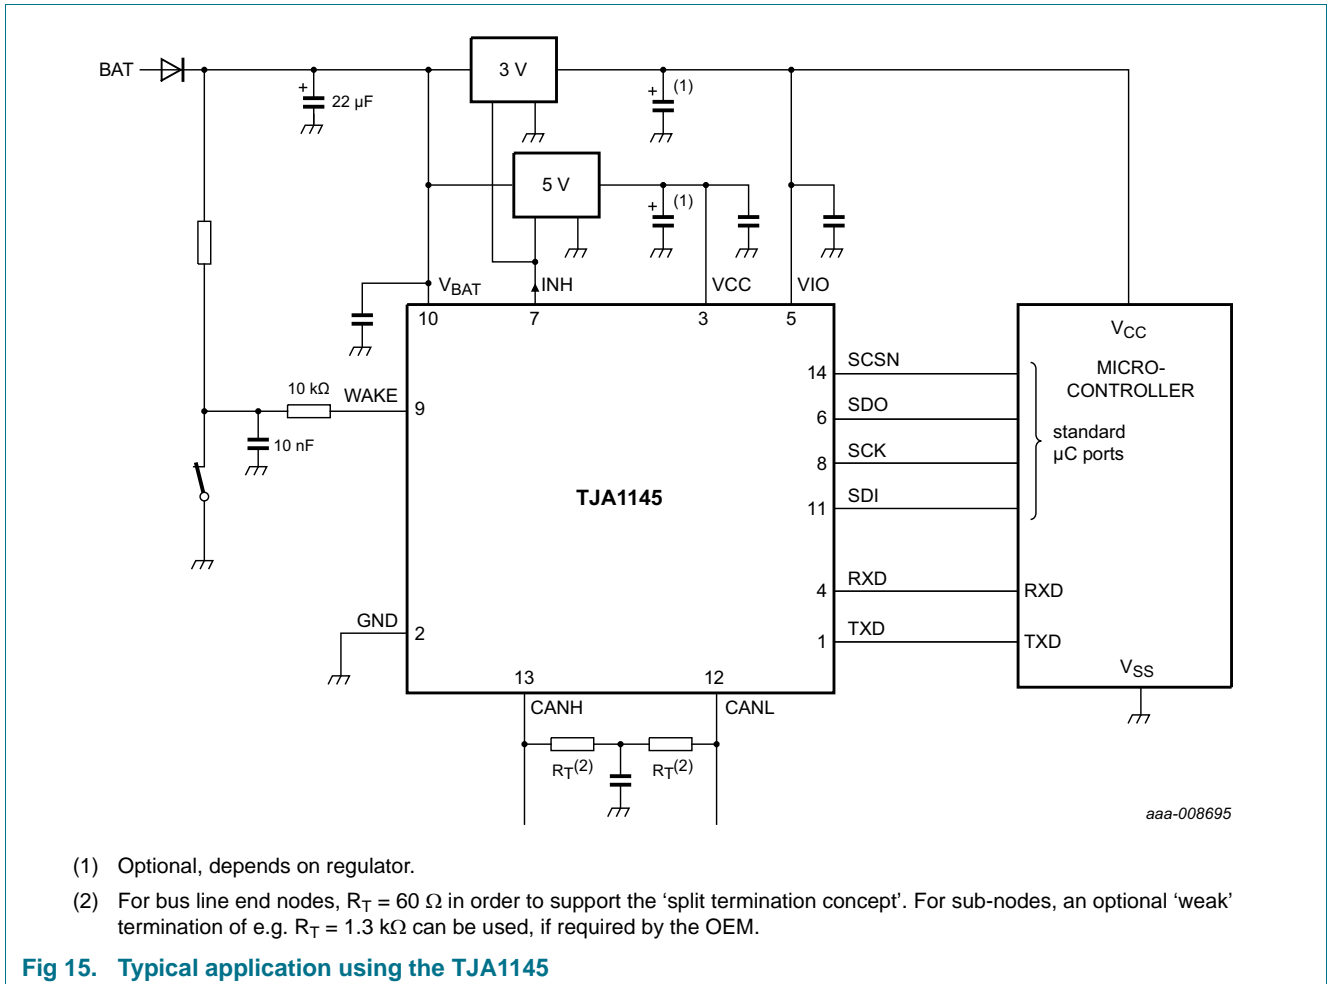 BAT
3 V
+
(1)
22 µF
5 V
+
(1)
VBAT
INH
VCC
VIO
10
7
3
5
VCC
MICRO-
CONTROLLER
14
SCSN
10 kΩ
WAKE
9
6
SDO
standard
µC ports
10 nF
8
SCK
TJA1145
11
SDI
4
RXD
RXD
GND
2
1
TXD
TXD
VSS
13
12
CANH
CANL
RT(2)
RT(2)
aaa-008695
(1) Optional, depends on regulator.
(2) For bus line end nodes, RT = 60 Ω in order to support the ‘split termination concept’. For sub-nodes, an optional ‘weak’
termination of e.g. RT = 1.3 kΩ can be used, if required by the OEM.
Fig 15. Typical application using the TJA1145